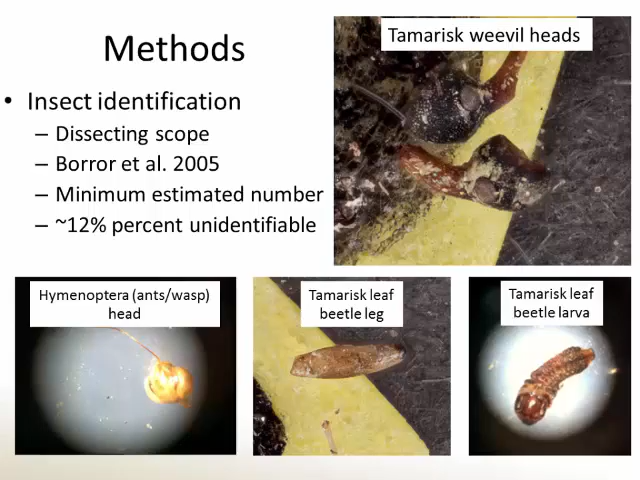 Methods
• Insect identification
– Dissecting scope
– Borror et al. 2005
– Minimum estimated number
– ~12% percent unidentifiable
Tamarisk weevil heads
Hymenoptera (ants/wasp)
head
Tamarisk leaf
beetle leg
Tamarisk leaf
beetle larva